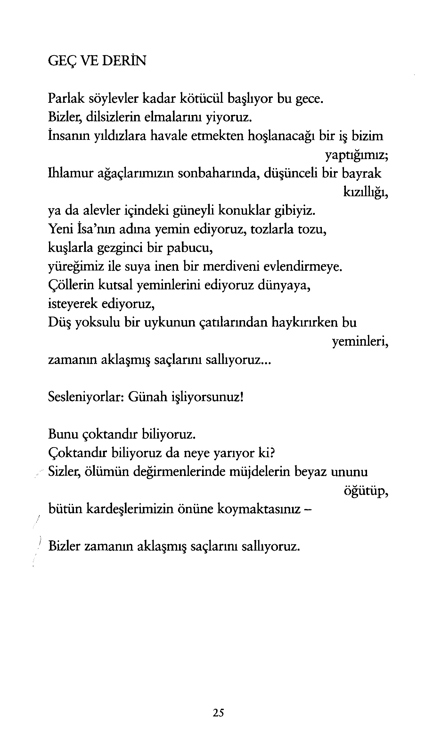 GEÇ VE DERİN
Parlak söylevler kadar kötücül başlıyor bu gece.
Bizler, dilsizlerin elmalarını yiyoruz.
İnsanın yıldızlara havale etmekten hoşlanacağı bir iş bizim
yaptığımız;
Ihlamur ağaçlarımızın sonbaharında, düşünceli bir bayrak
kızıllığı,
ya da alevler içindeki güneyli konuklar gibiyiz.
Yeni İsa'nın adına yemin ediyoruz, tozlarla tozu,
kuşlarla gezginci bir pabucu,
yüreğimiz ile suya inen bir merdiveni evlendirmeye.
Çöllerin kutsal yeminlerini ediyoruz dünyaya,
isteyerek ediyoruz,
Düş yoksulu bir uykunun çatılarından haykırırken bu
yeminleri,
zamanın aklaşmış saçlarını sallıyoruz...
Sesleniyorlar: Günah işliyorsunuz!
Bunu çoktandır biliyoruz.
Çoktandır biliyoruz da neye yarıyor ki?
Sizler, ölümün değirmenlerinde müjdelerin beyaz ununu
öğütüp,
bütün kardeşlerimizin önüne koymaktasınız –
Bizler zamanın aklaşmış saçlarını sallıyoruz.
25